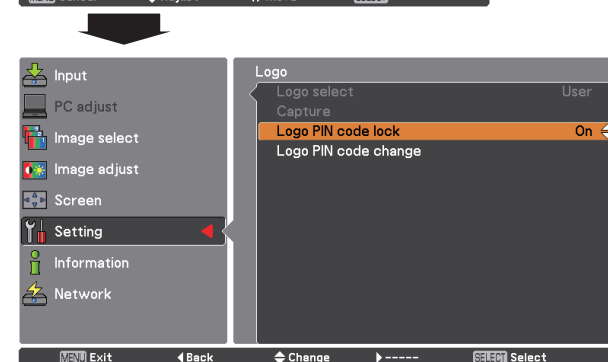 Input
PC adjust
Image select
Image adjust
Screen
Setting
Information
Network
Logo
Logo select User
Capture
Logo PIN code lock On
Logo PIN code change
MENU Exit Back Change ----- SELECT Select